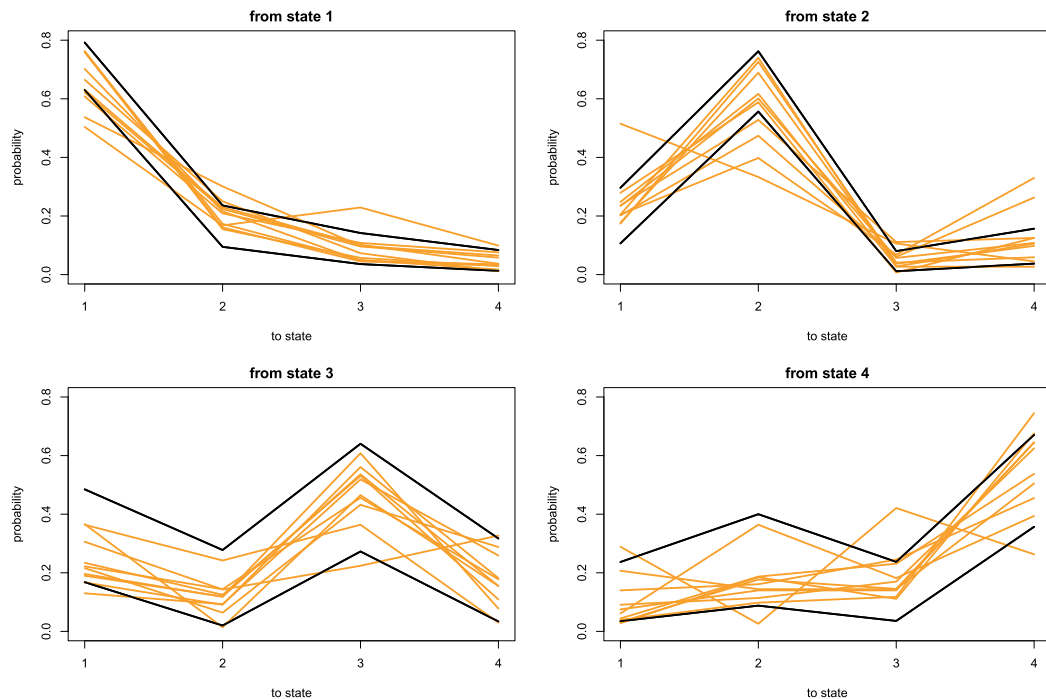 from state 1
probability
0.8
0.6
0.4
0.2
0.0
1 2 3 4
to state
from state 2
probability
0.8
0.6
0.4
0.2
0.0
1 2 3 4
to state
from state 3
probability
0.8
0.6
0.4
0.2
0.0
1 2 3 4
to state
from state 4
probability
0.8
0.6
0.4
0.2
0.0
1 2 3 4
to state